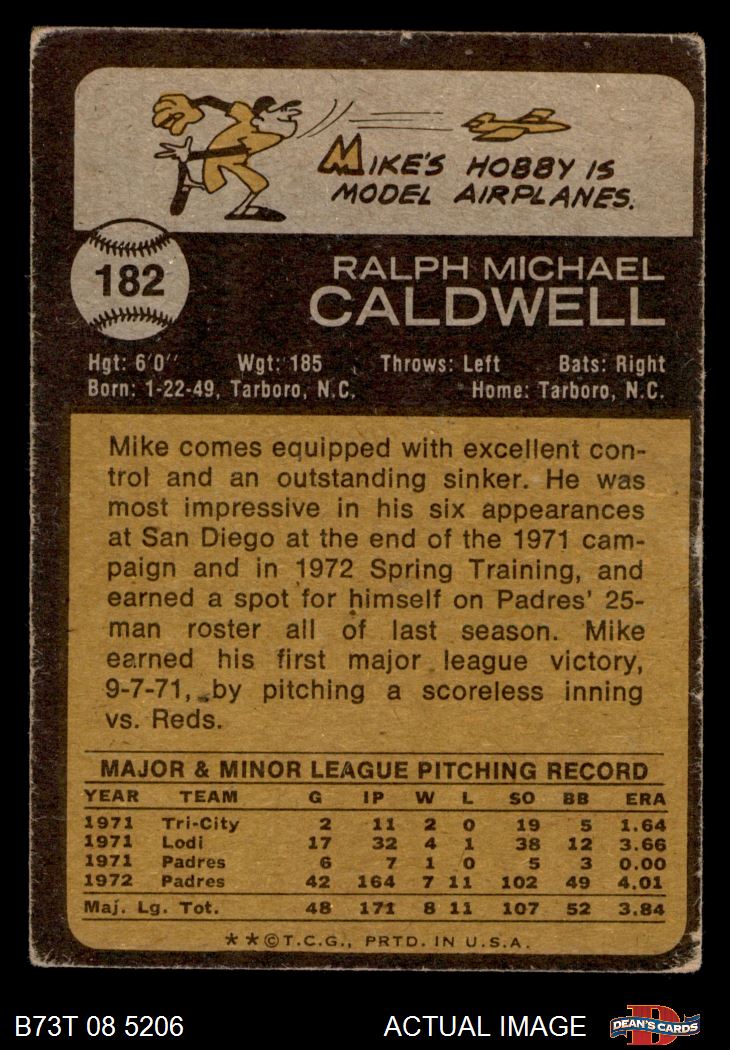 MIKE'S HOBBY IS
MODEL AIRPLANES.
182
RALPH MICHAEL
CALDWELL
Hgt: 6'0" Wgt: 185 Throws: Left Bats: Right
Born: 1-22-49, Tarboro, N.C. Home: Tarboro, N.C.
Mike comes equipped with excellent con-
trol and an outstanding sinker. He was
most impressive in his six appearances
at San Diego at the end of the 1971 cam-
paign and in 1972 Spring Training, and
earned a spot for himself on Padres' 25-
man roster all of last season. Mike
earned his first major league victory,
9-7-71, by pitching a scoreless inning
vs. Reds.
MAJOR & MINOR LEAGUE PITCHING RECORD
YEAR TEAM G IP W L SO BB ERA
1971 Tri-City 2 11 2 0 19 5 1.64
1971 Lodi 17 32 4 1 38 12 3.66
1971 Padres 6 7 1 0 5 3 0.00
1972 Padres 42 164 7 11 102 49 4.01
Maj. Lg. Tot. 48 171 8 11 107 52 3.84
**©T.C.G., PRTD. IN U.S.A.
B73T 08 5206 ACTUAL IMAGE DEAN'S CARDS